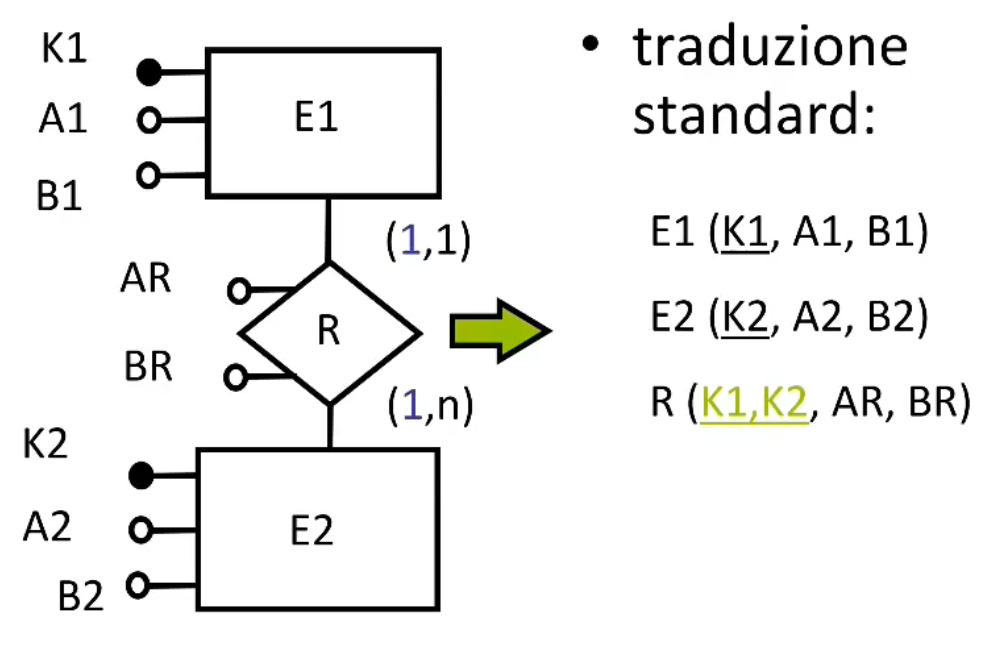 K1
A1
B1
E1
(1,1)
AR
BR
R
(1,n)
K2
A2
B2
E2
• traduzione
standard:
E1 (K1, A1, B1)
E2 (K2, A2, B2)
R (K1,K2, AR, BR)